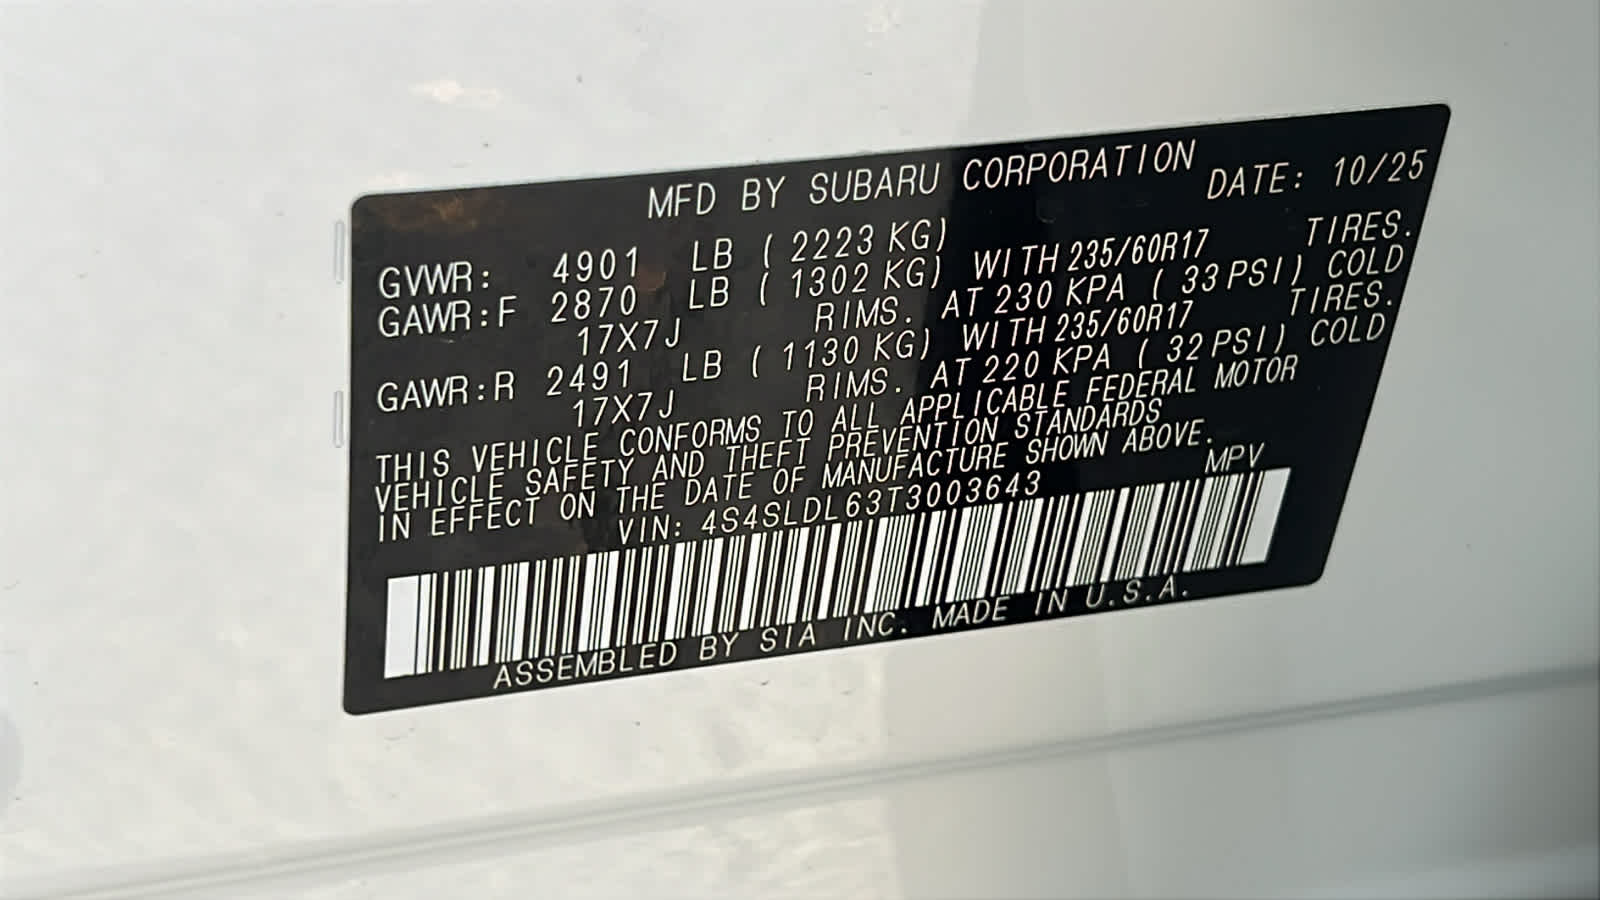 MFD BY SUBARU CORPORATION DATE: 10/25
GVWR: 4901 LB ( 2223 KG)
GAWR:F 2870 LB ( 1302 KG) WITH 235/60R17 TIRES.
17X7J RIMS. AT 230 KPA ( 33 PSI) COLD
GAWR:R 2491 LB ( 1130 KG) WITH 235/60R17 TIRES.
17X7J RIMS. AT 220 KPA ( 32 PSI) COLD
THIS VEHICLE CONFORMS TO ALL APPLICABLE FEDERAL MOTOR
VEHICLE SAFETY AND THEFT PREVENTION STANDARDS
IN EFFECT ON THE DATE OF MANUFACTURE SHOWN ABOVE.
VIN: 4S4SLDL63T3003643 MPV
ASSEMBLED BY SIA INC. MADE IN U.S.A.